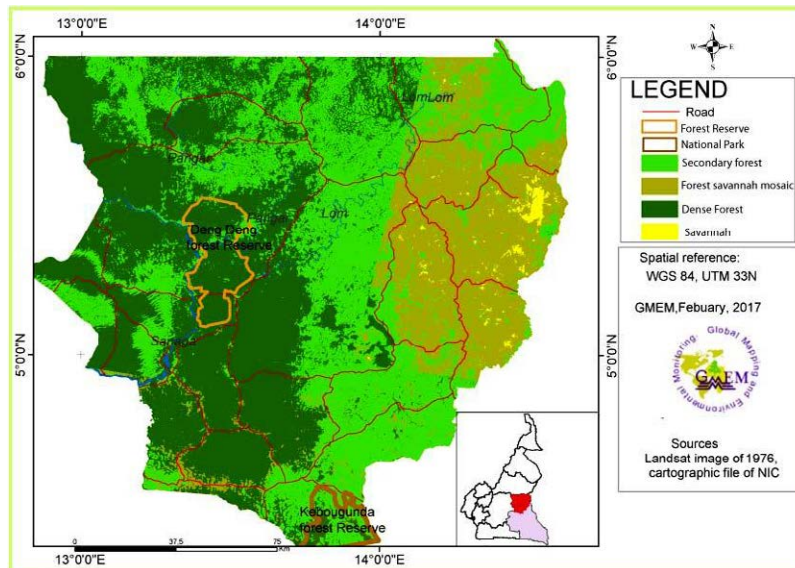 13°0'0"E
14°0'0"E
6°0'0"N
6°0'0"N
N
W
E
S
LomLom
Pangar
Pangar
Lom
Deng Deng
forest Reserve
5°0'0"N
5°0'0"N
Sanaga
Kebougunda
forest Reserve
0
37,5
75
Km
13°0'0"E
14°0'0"E
LEGEND
Road
Forest Reserve
National Park
Secondary forest
Forest savannah mosaic
Dense Forest
Savannah
Spatial reference:
WGS 84, UTM 33N
GMEM,Febuary, 2017
Global Mapping and Environmental Monitoring:
GMEM
Sources
Landsat image of 1976,
cartographic file of NIC